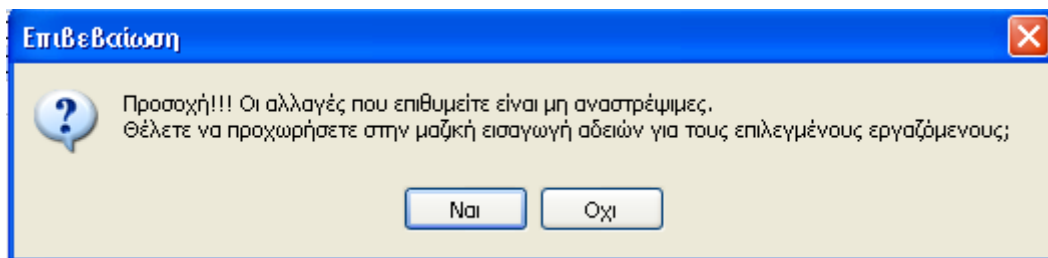 Επιβεβαίωση
Προσοχή!!! Οι αλλαγές που επιθυμείτε είναι μη αναστρέψιμες.
Θέλετε να προχωρήσετε στην μαζική εισαγωγή αδειών για τους επιλεγμένους εργαζόμενους;
Ναι Οχι